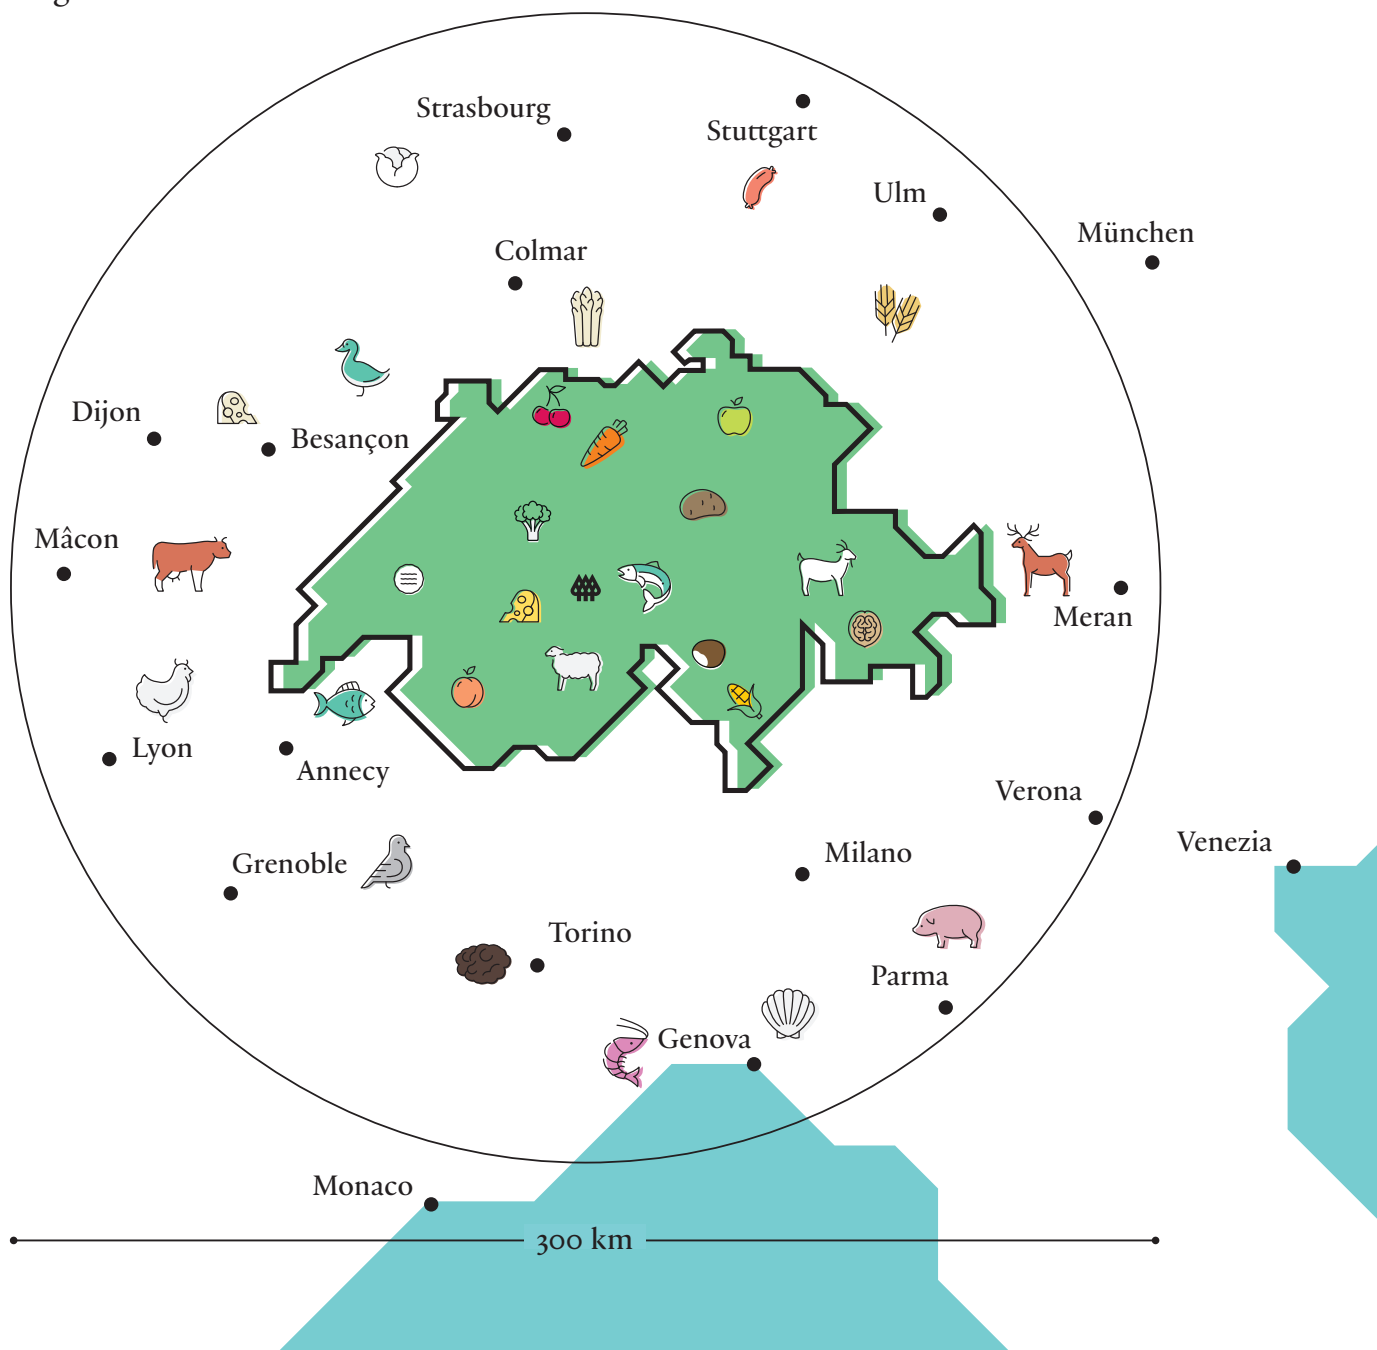 Strasbourg
Stuttgart
Ulm
München
Colmar
Dijon
Besançon
Mâcon
Meran
Lyon
Annecy
Verona
Venezia
Milano
Grenoble
Torino
Parma
Genova
Monaco
300 km